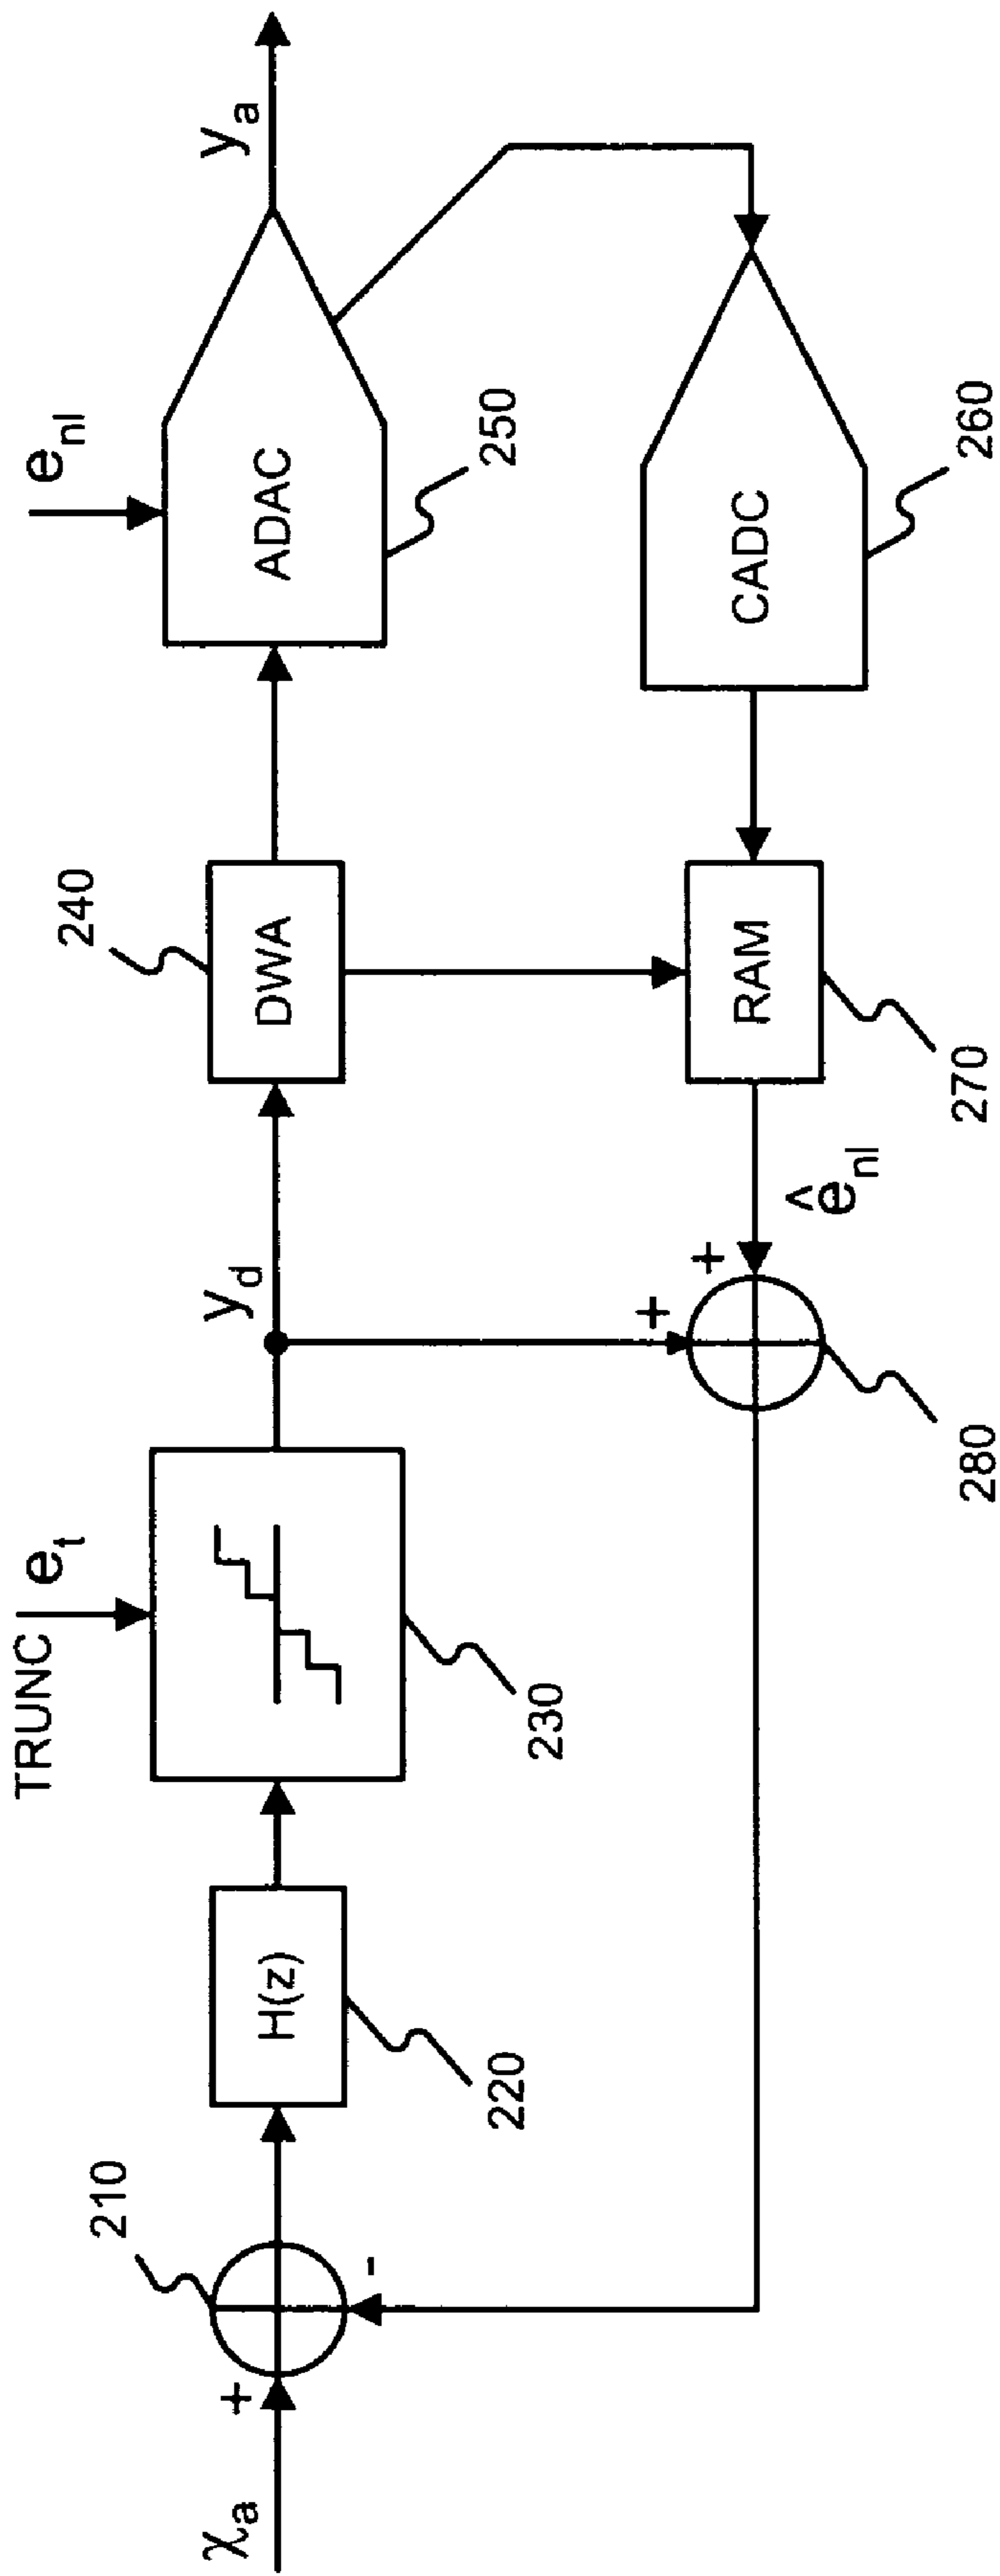 TRUNC e_t
e_nl
240
y_d
y_a
210
H(z)
DWA
ADAC
χ_a
+
-
220
230
250
+
+
ê_nl
RAM
CADC
280
270
260